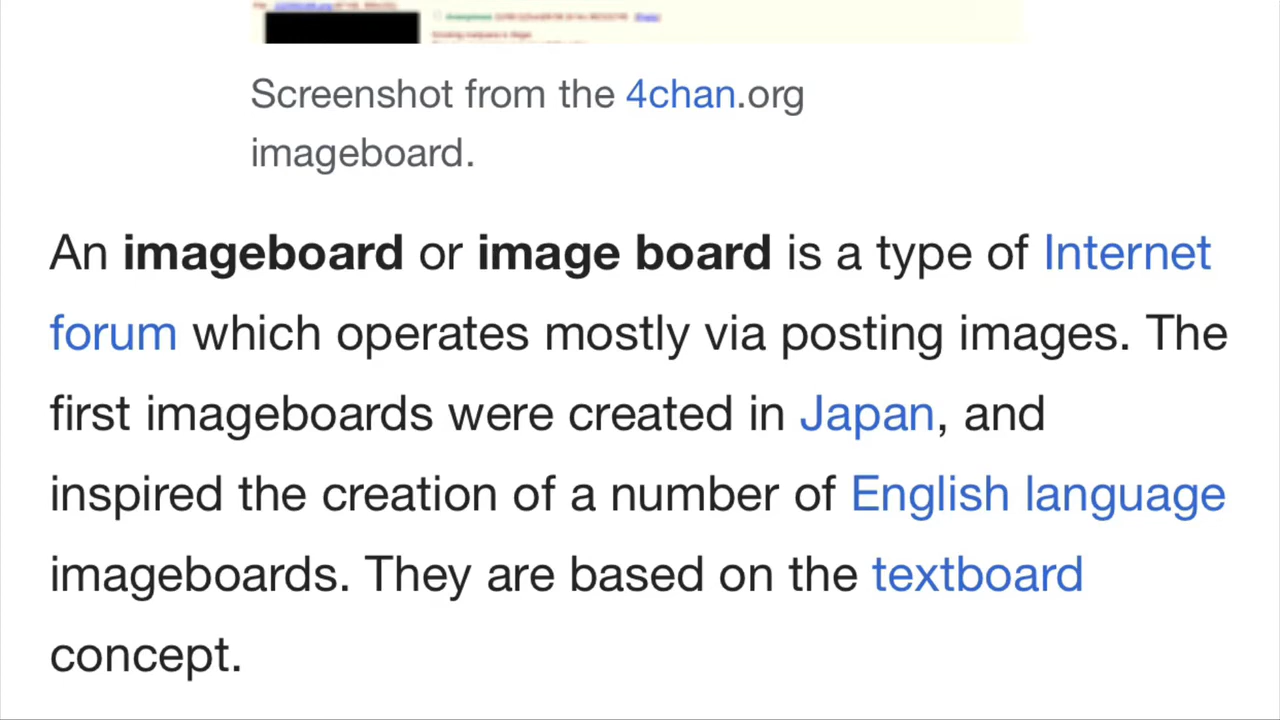 Screenshot from the 4chan.org
imageboard.
An imageboard or image board is a type of Internet
forum which operates mostly via posting images. The
first imageboards were created in Japan, and
inspired the creation of a number of English language
imageboards. They are based on the textboard
concept.